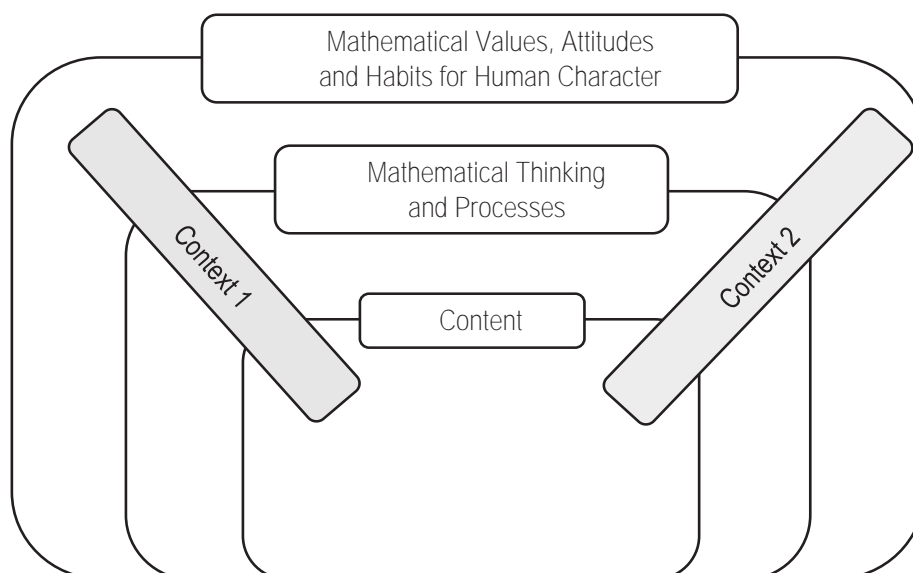 Mathematical Values, Attitudes
and Habits for Human Character
Mathematical Thinking
and Processes
Context 1
Context 2
Content